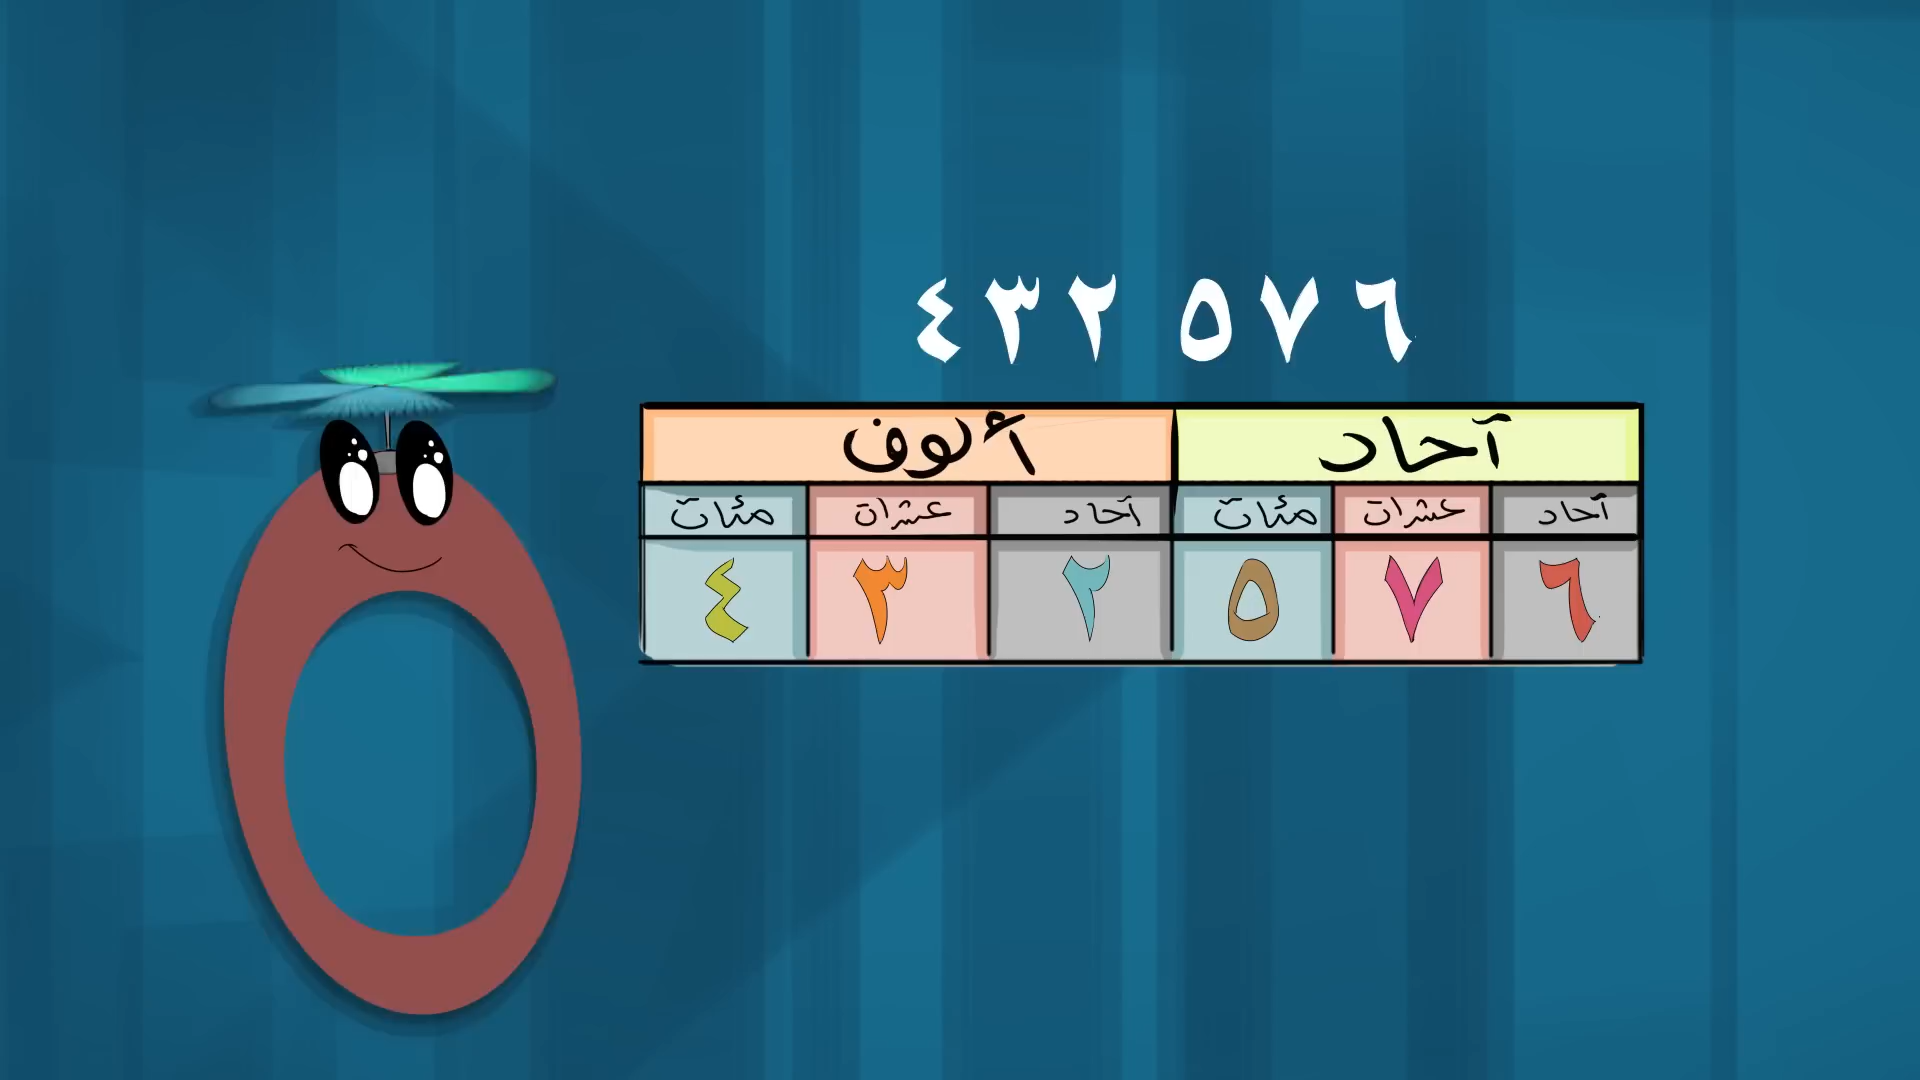 ٤٣٢ ٥٧٦
آحاد ألوف
آحاد عشرات مئات آحاد عشرات مئات
٦ ٧ ٥ ٢ ٣ ٤